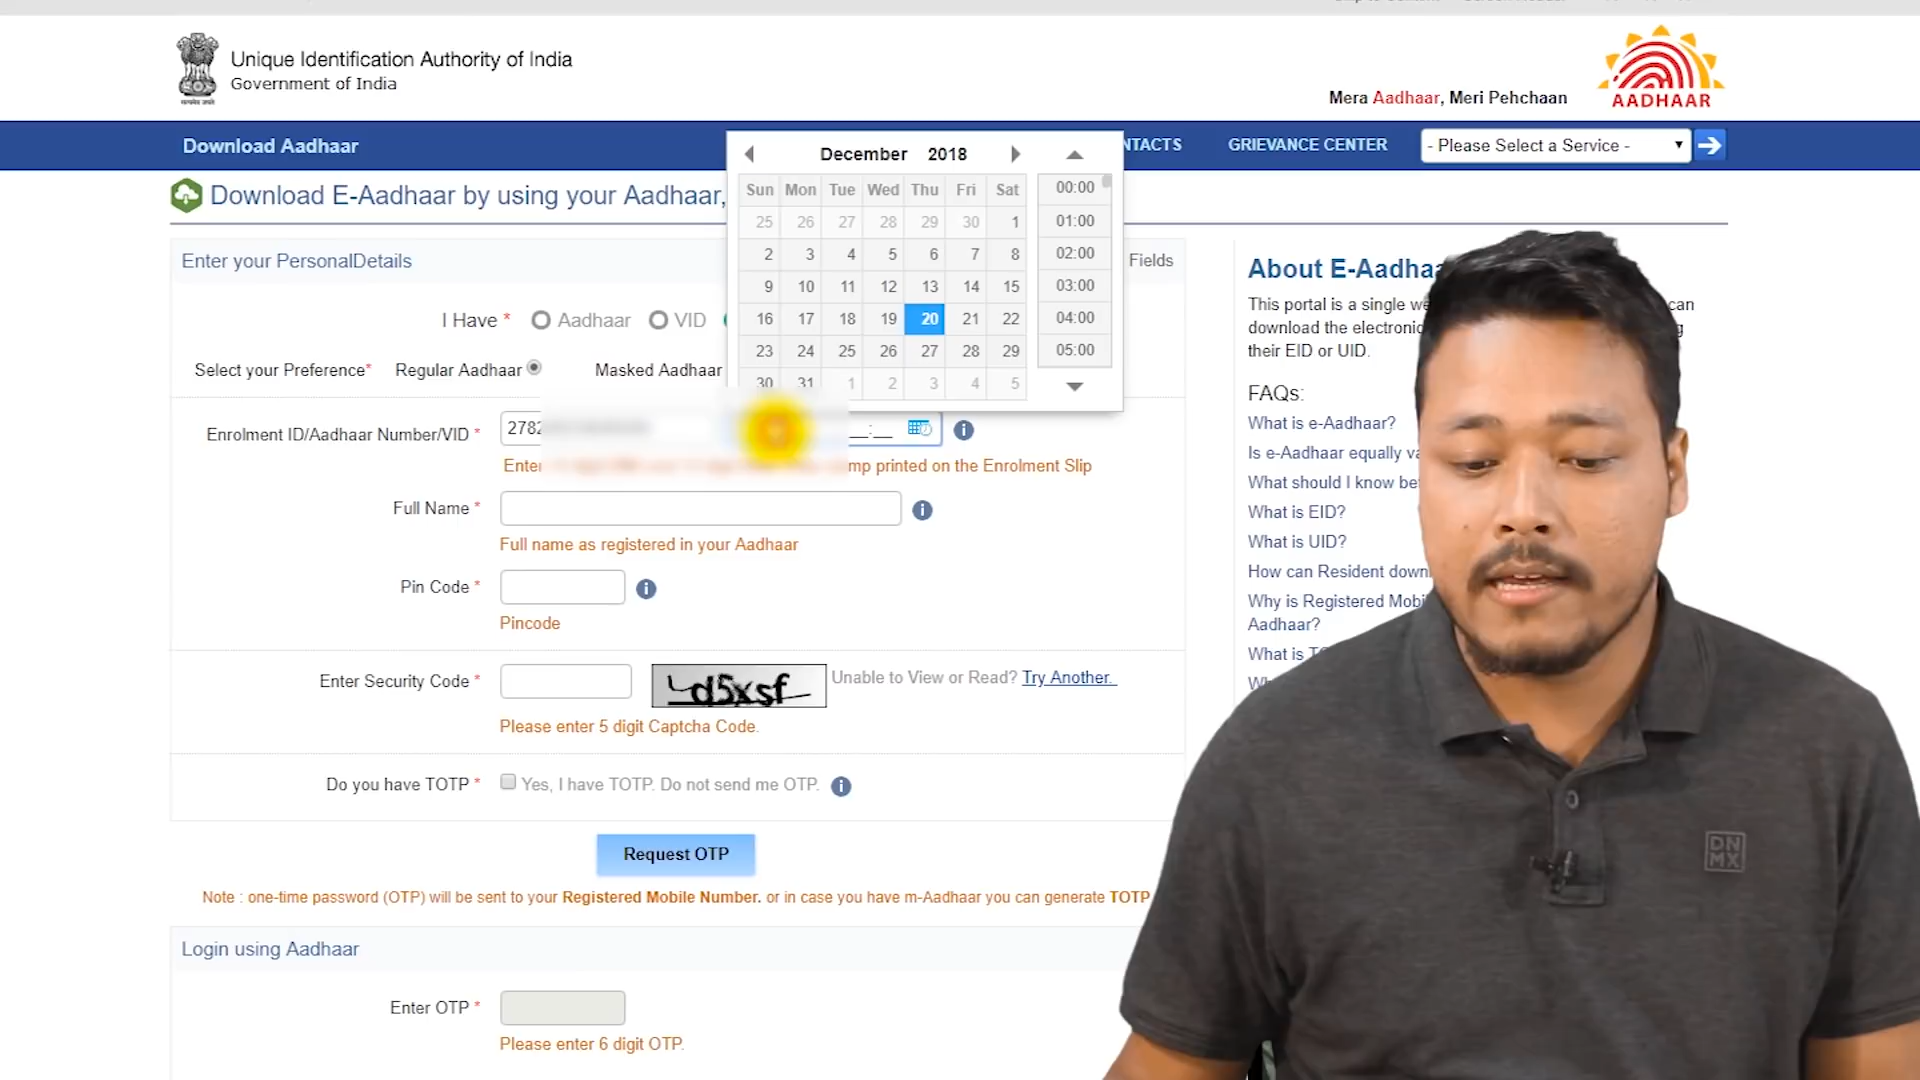 Unique Identification Authority of India
Government of India
Mera Aadhaar, Meri Pehchaan
AADHAAR
Download Aadhaar
GRIEVANCE CENTER
- Please Select a Service -
Download E-Aadhaar by using your Aadhaar,
December 2018
Sun Mon Tue Wed Thu Fri Sat
25 26 27 28 29 30 1
2 3 4 5 6 7 8
9 10 11 12 13 14 15
16 17 18 19 20 21 22
23 24 25 26 27 28 29
30 31 1 2 3 4 5
00:00
01:00
02:00
03:00
04:00
05:00
Enter your PersonalDetails
Fields
I Have * Aadhaar VID
Select your Preference* Regular Aadhaar Masked Aadhaar
Enrolment ID/Aadhaar Number/VID * 2782 __:__
Enter printed on the Enrolment Slip
Full Name *
Full name as registered in your Aadhaar
Pin Code *
Pincode
Enter Security Code * d5xsf Unable to View or Read? Try Another.
Please enter 5 digit Captcha Code.
Do you have TOTP * Yes, I have TOTP. Do not send me OTP.
Request OTP
Note : one-time password (OTP) will be sent to your Registered Mobile Number. or in case you have m-Aadhaar you can generate TOTP
Login using Aadhaar
Enter OTP *
Please enter 6 digit OTP.
About E-Aadhaa
This portal is a single we can
download the electronic
their EID or UID.
FAQs:
What is e-Aadhaar?
Is e-Aadhaar equally va
What should I know be
What is EID?
What is UID?
How can Resident down
Why is Registered Mobi
Aadhaar?
What is
DN
MX